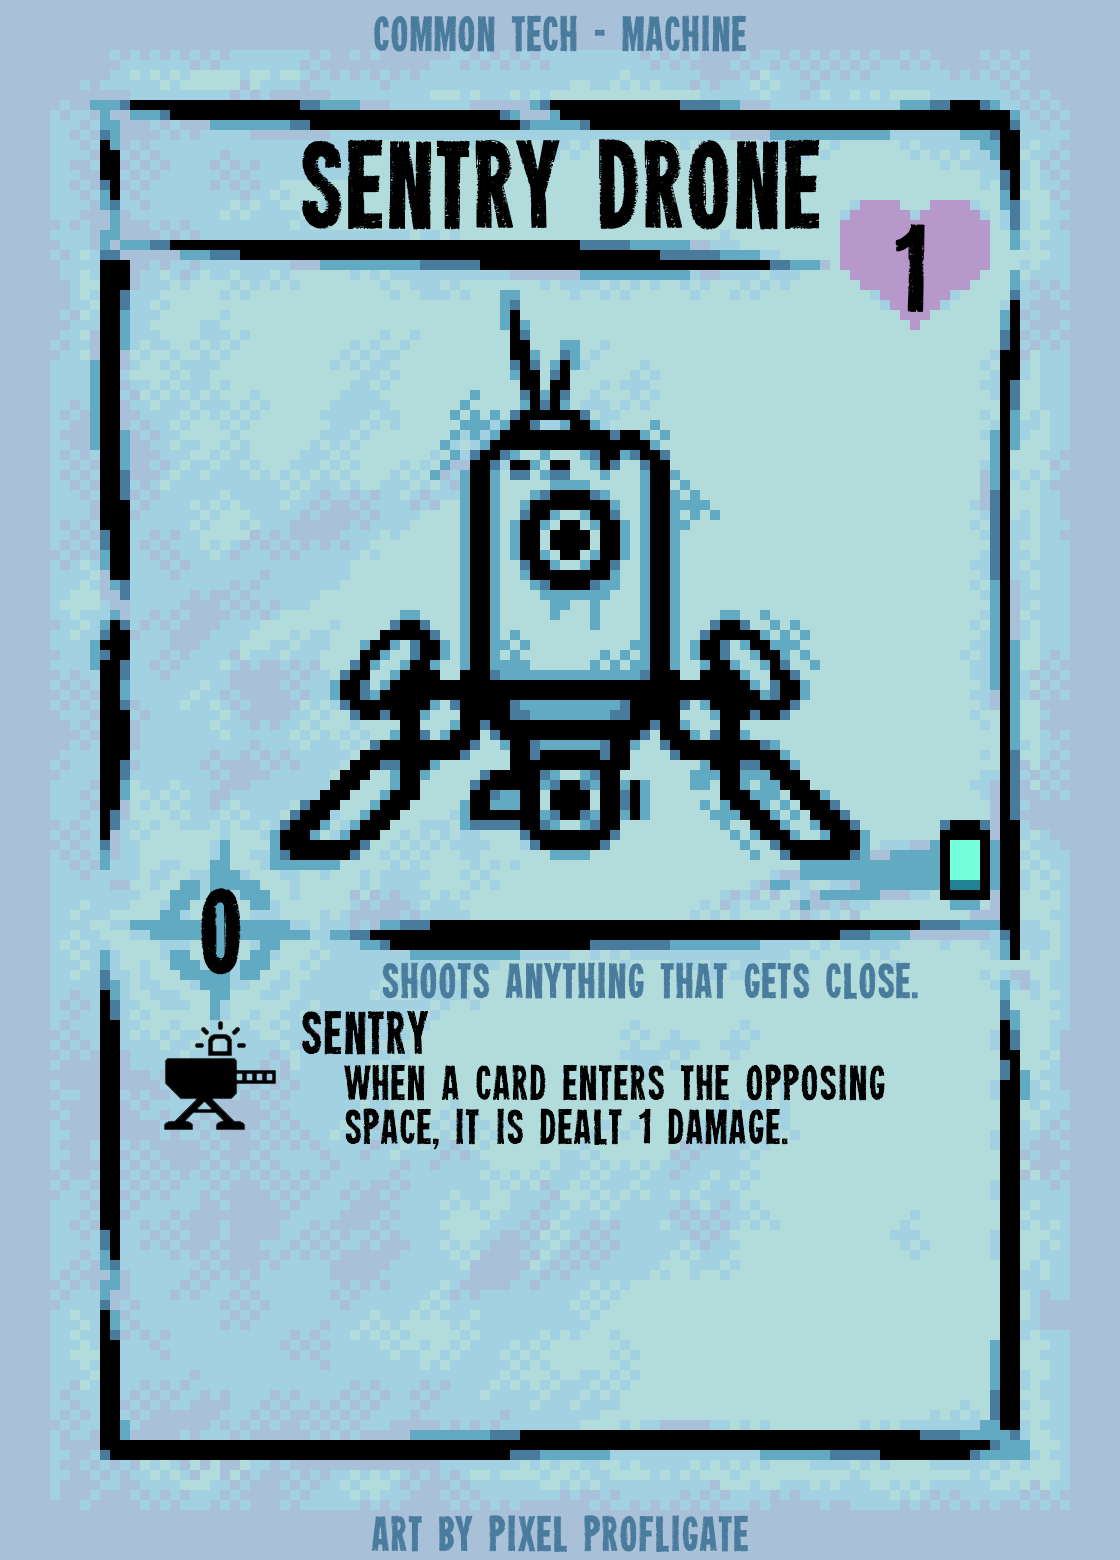 COMMON TECH - MACHINE
SENTRY DRONE
1
0
SHOOTS ANYTHING THAT GETS CLOSE.
SENTRY
WHEN A CARD ENTERS THE OPPOSING
SPACE, IT IS DEALT 1 DAMAGE.
ART BY PIXEL PROFLIGATE